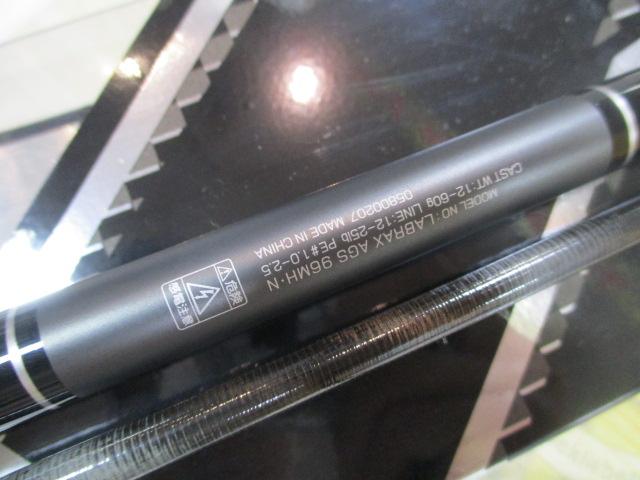 MODEL NO:LABRAX AGS 96MH·N
CAST WT:12-60g LINE:12-25lb PE#1.0-2.5
05800207 MADE IN CHINA
⚠危険
感電注意